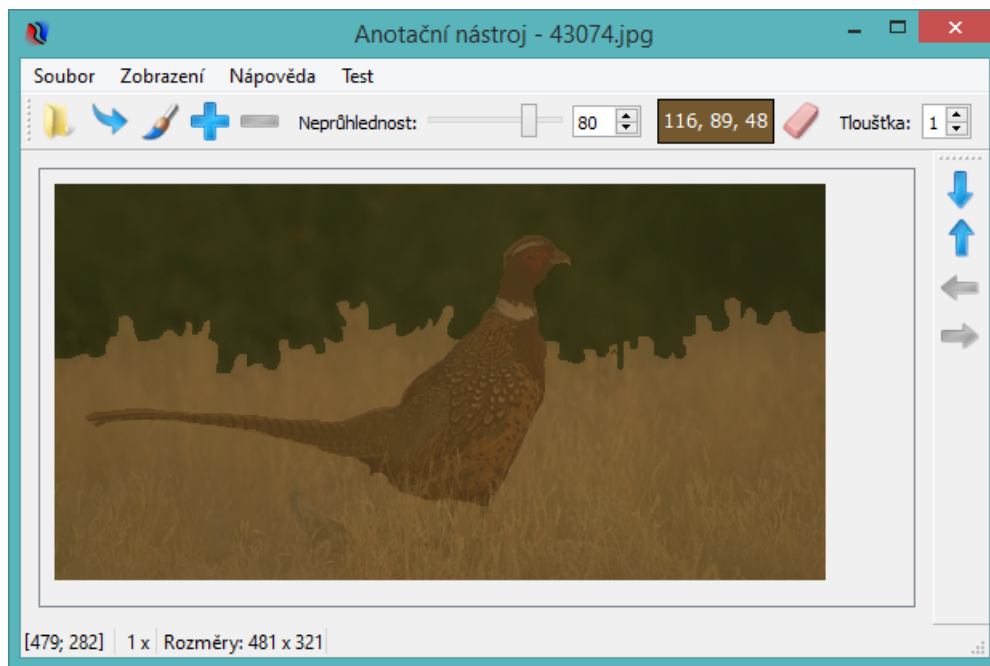 Anotační nástroj - 43074.jpg
Soubor Zobrazení Nápověda Test
Neprůhlednost: 80 116, 89, 48 Tloušťka: 1
[479; 282] 1 x Rozměry: 481 x 321